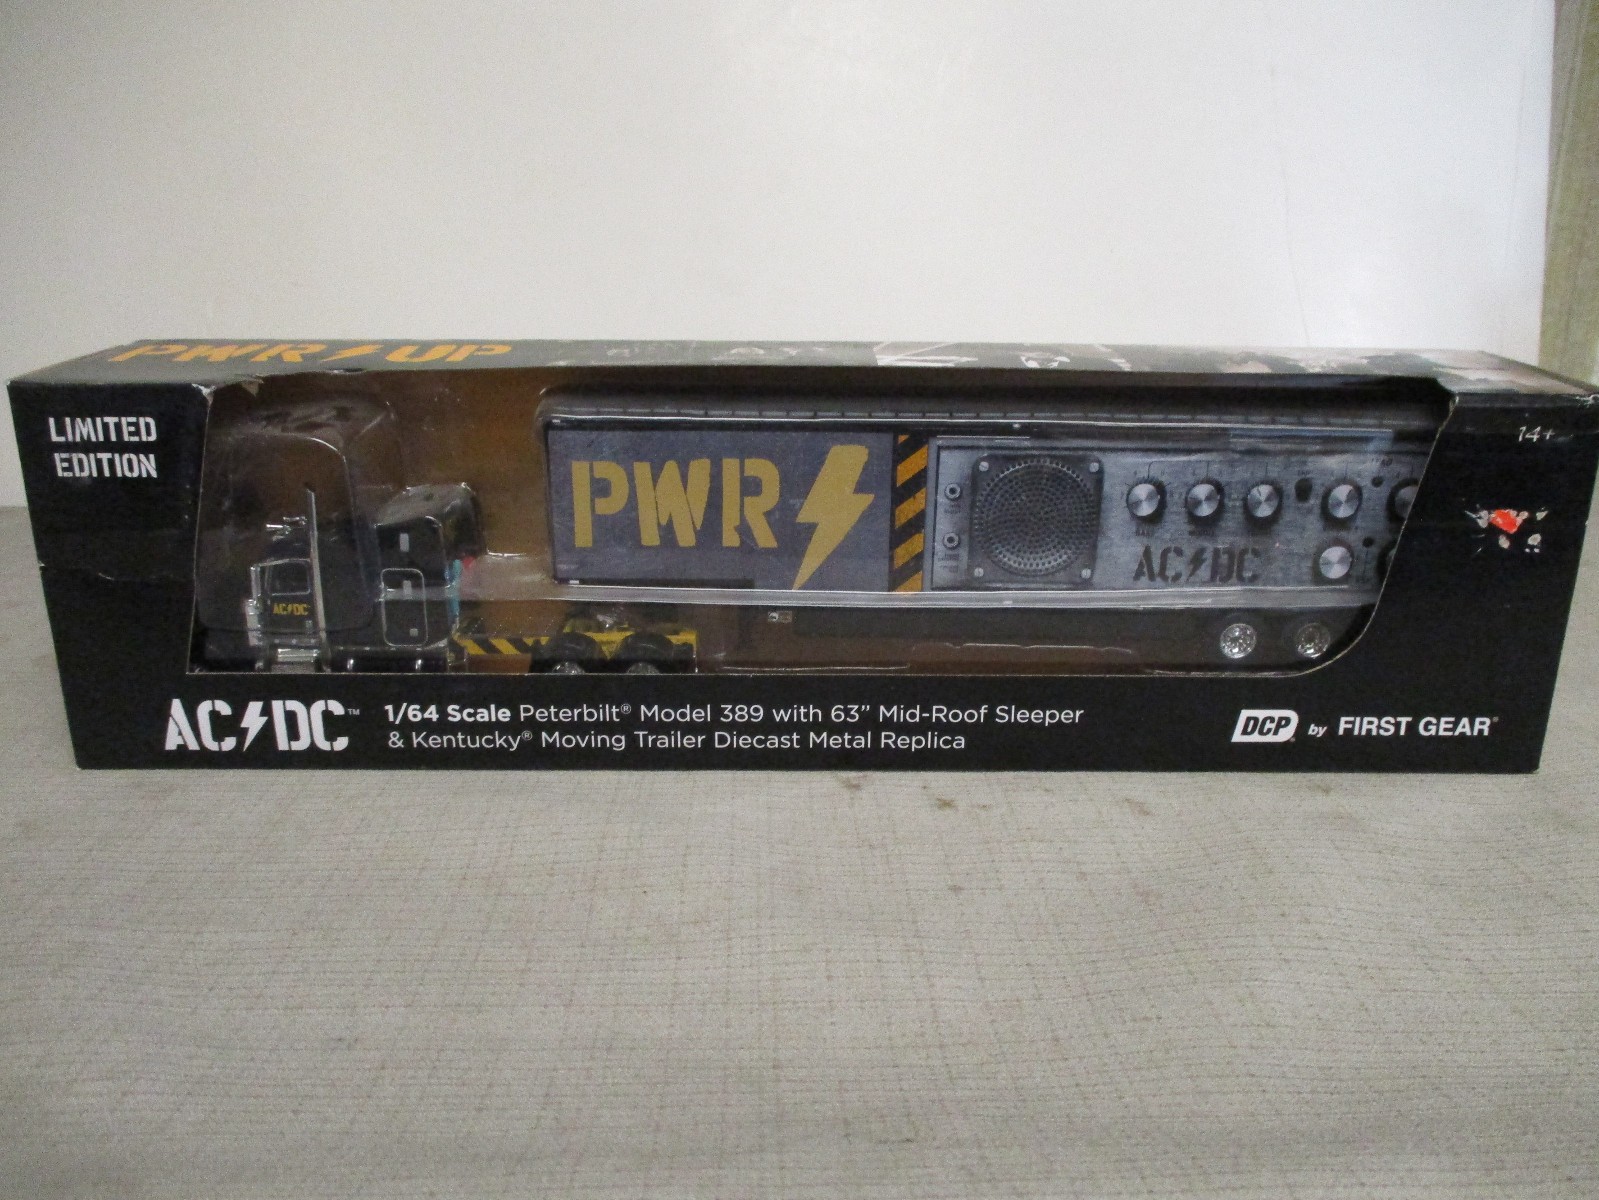 PWR⚡UP
LIMITED
EDITION
14+
PWR⚡
AC⚡DC
AC⚡DC
AC⚡DC™
1/64 Scale Peterbilt® Model 389 with 63” Mid-Roof Sleeper
& Kentucky® Moving Trailer Diecast Metal Replica
DCP® by FIRST GEAR®